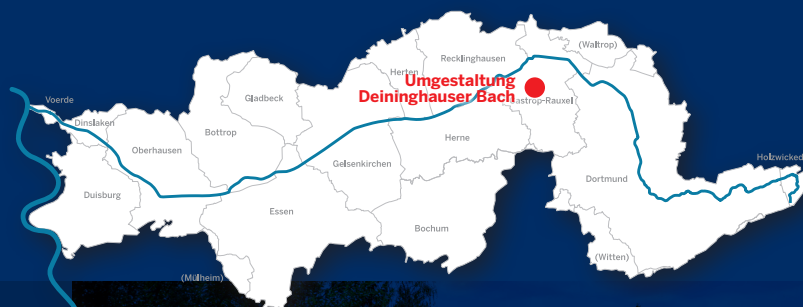 (Waltrop)
Recklinghausen
Herten
Umgestaltung
Deininghauser Bach
Castrop-Rauxel
Gladbeck
Voerde
Dinslaken
Bottrop
Oberhausen
Herne
Gelsenkirchen
Holzwickede
Dortmund
Duisburg
Essen
Bochum
(Witten)
(Mülheim)